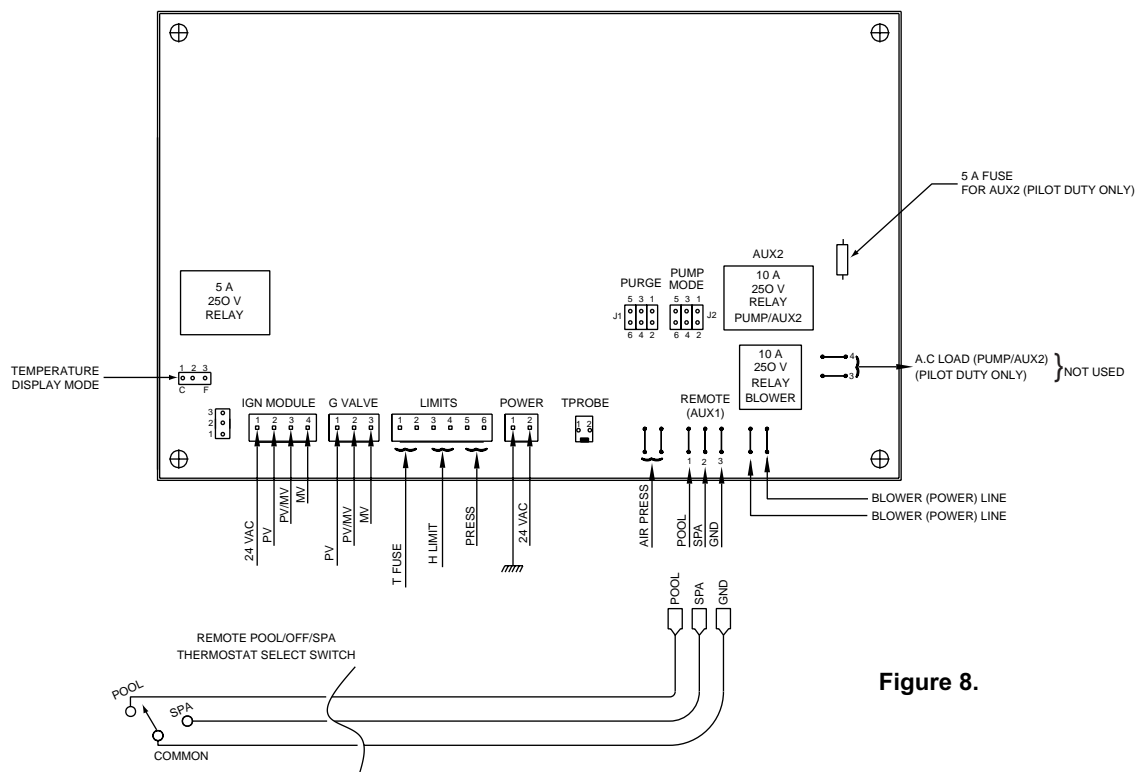 5 A FUSE
FOR AUX2 (PILOT DUTY ONLY)
AUX2
10 A
25O V
RELAY
PUMP/AUX2
PURGE
5 3 1
J1
6 4 2
PUMP
MODE
5 3 1
J2
6 4 2
5 A
25O V
RELAY
10 A
25O V
RELAY
BLOWER
4
3
A.C LOAD (PUMP/AUX2)
(PILOT DUTY ONLY)
NOT USED
TEMPERATURE
DISPLAY MODE
1 2 3
C F
3
2
1
IGN MODULE
1 2 3 4
G VALVE
1 2 3
LIMITS
1 2 3 4 5 6
POWER
1 2
TPROBE
1 2
REMOTE
(AUX1)
1 2 3
BLOWER (POWER) LINE
BLOWER (POWER) LINE
24 VAC
PV
PV/MV
MV
PV
PV/MV
MV
T FUSE
H LIMIT
PRESS
24 VAC
AIR PRESS
POOL
SPA
GND
POOL
SPA
GND
REMOTE POOL/OFF/SPA
THERMOSTAT SELECT SWITCH
POOL
SPA
COMMON
Figure 8.